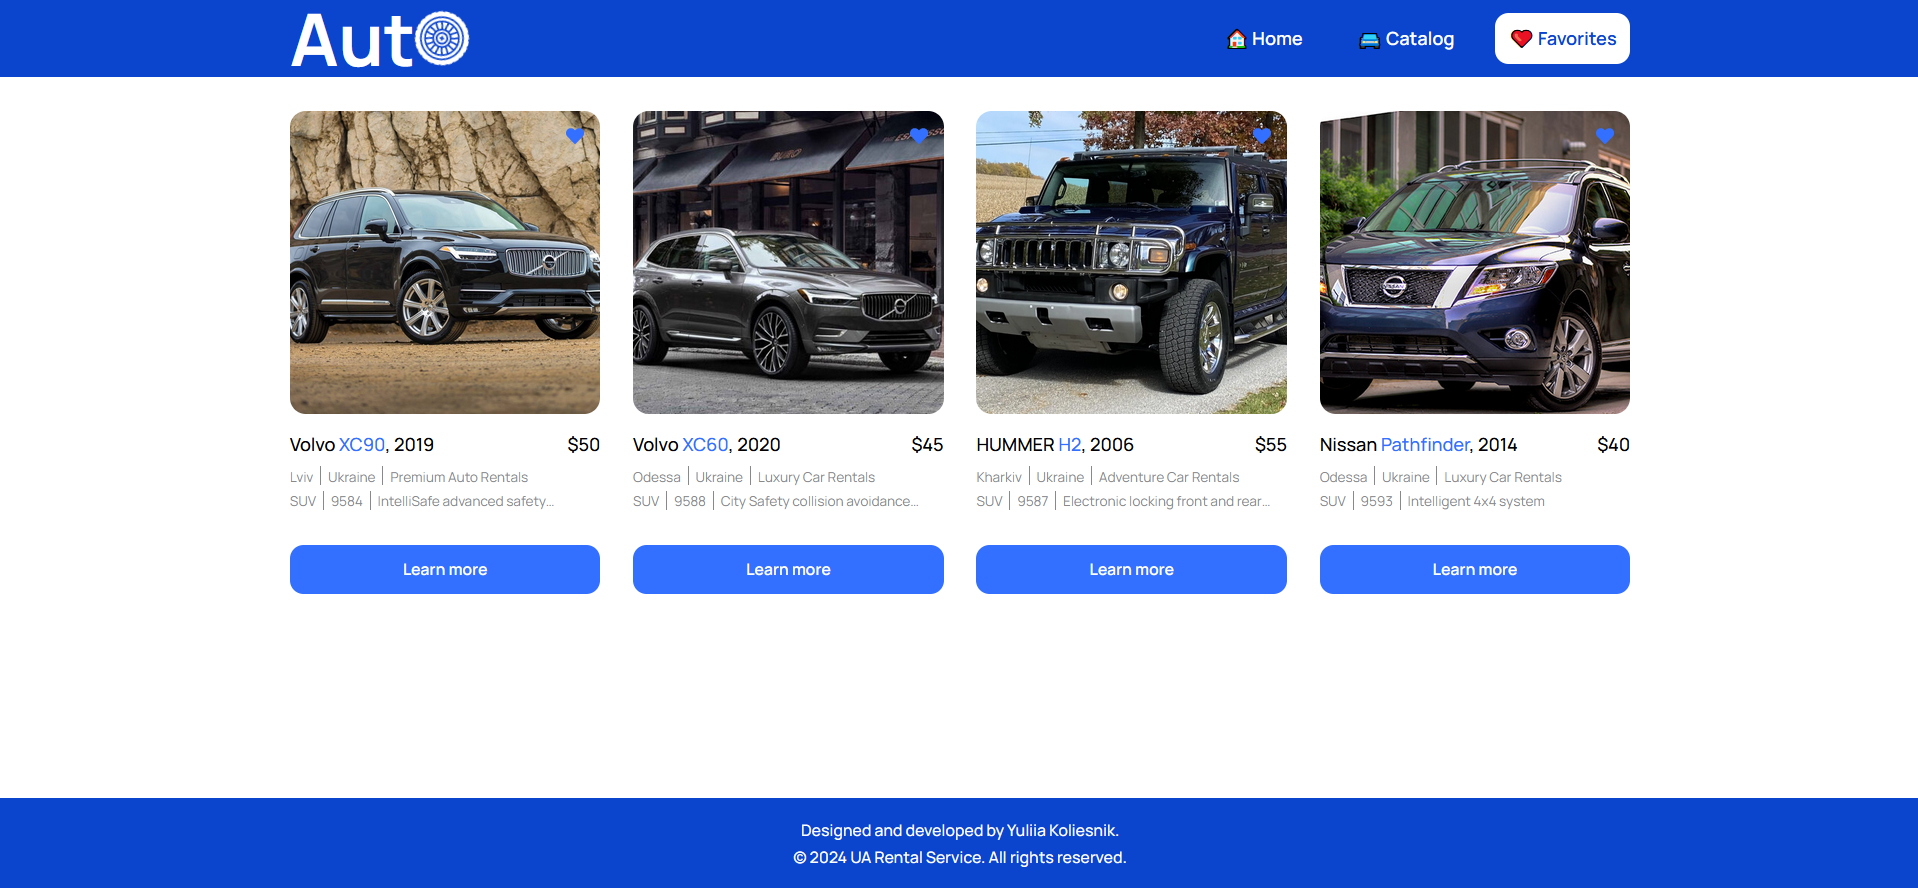 Auto
Home
Catalog
Favorites
BURO
ESPRESSO
NISSAN
Volvo XC90, 2019 $50
Lviv | Ukraine | Premium Auto Rentals
SUV | 9584 | IntelliSafe advanced safety...
Learn more
Volvo XC60, 2020 $45
Odessa | Ukraine | Luxury Car Rentals
SUV | 9588 | City Safety collision avoidance...
Learn more
HUMMER H2, 2006 $55
Kharkiv | Ukraine | Adventure Car Rentals
SUV | 9587 | Electronic locking front and rear...
Learn more
Nissan Pathfinder, 2014 $40
Odessa | Ukraine | Luxury Car Rentals
SUV | 9593 | Intelligent 4x4 system
Learn more
Designed and developed by Yuliia Koliesnik.
© 2024 UA Rental Service. All rights reserved.